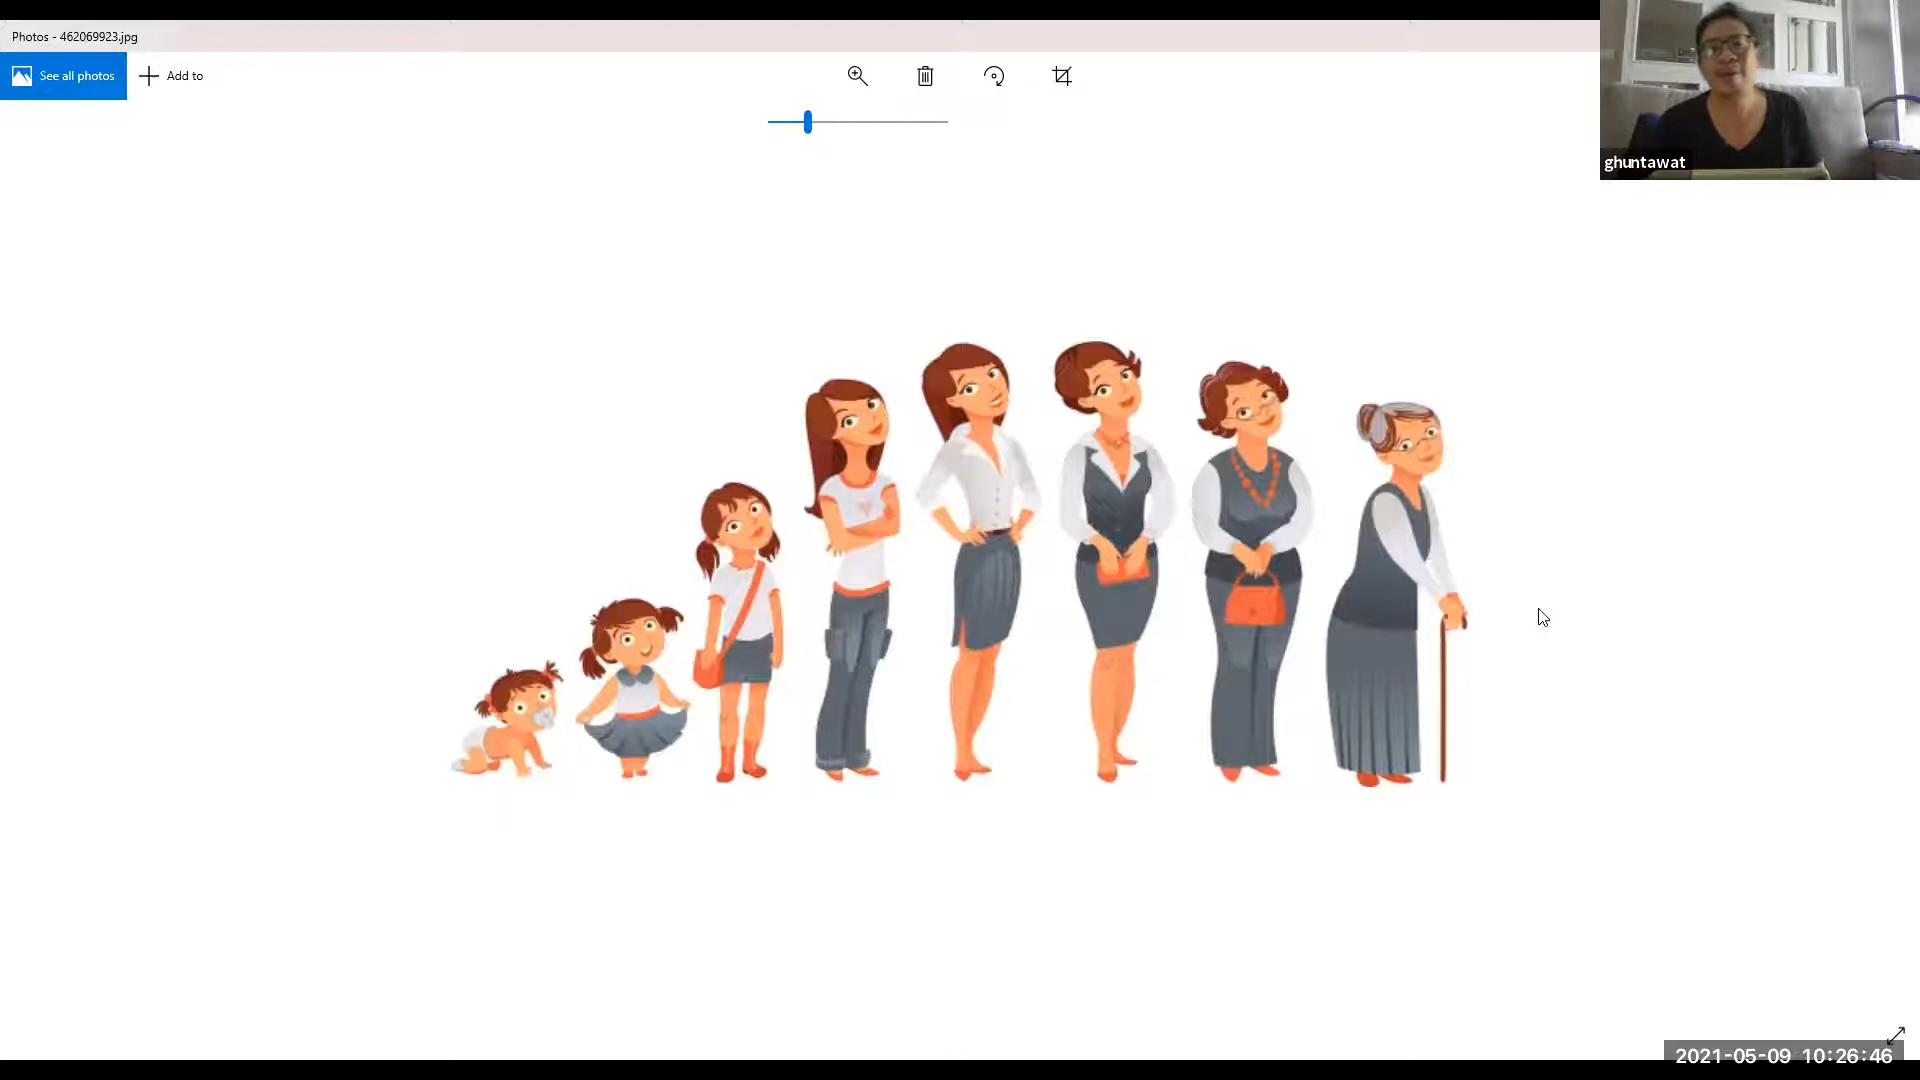 Photos - 462069923.jpg
See all photos
Add to
ghuntawat
2021-05-09 10:26:46